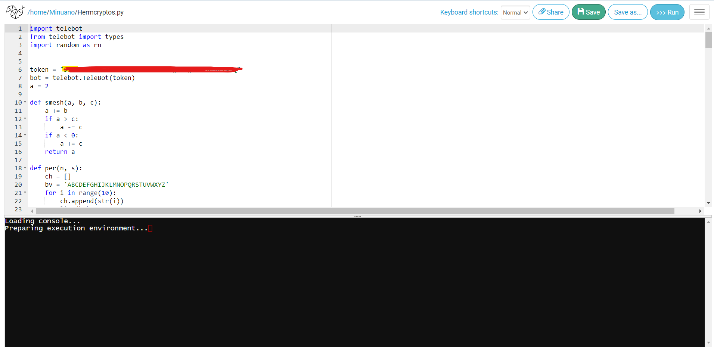 /home/Minuano/Hemncryptos.py Keyboard shortcuts: Normal Share Save Save as... >>> Run
1 import telebot
2 from telebot import types
3 import random as rn
4
5
6 token =
7 bot = telebot.TeleBot(token)
8 a = 2
9
10 def smesh(a, b, c):
11 a += b
12 if a > c:
13 a -= c
14 if a < 0:
15 a += c
16 return a
17
18 def per(n, s):
19 ch = []
20 bv = 'ABCDEFGHIJKLMNOPQRSTUVWXYZ'
21 for i in range(10):
22 ch.append(str(i))
23
Loading console...
Preparing execution environment...